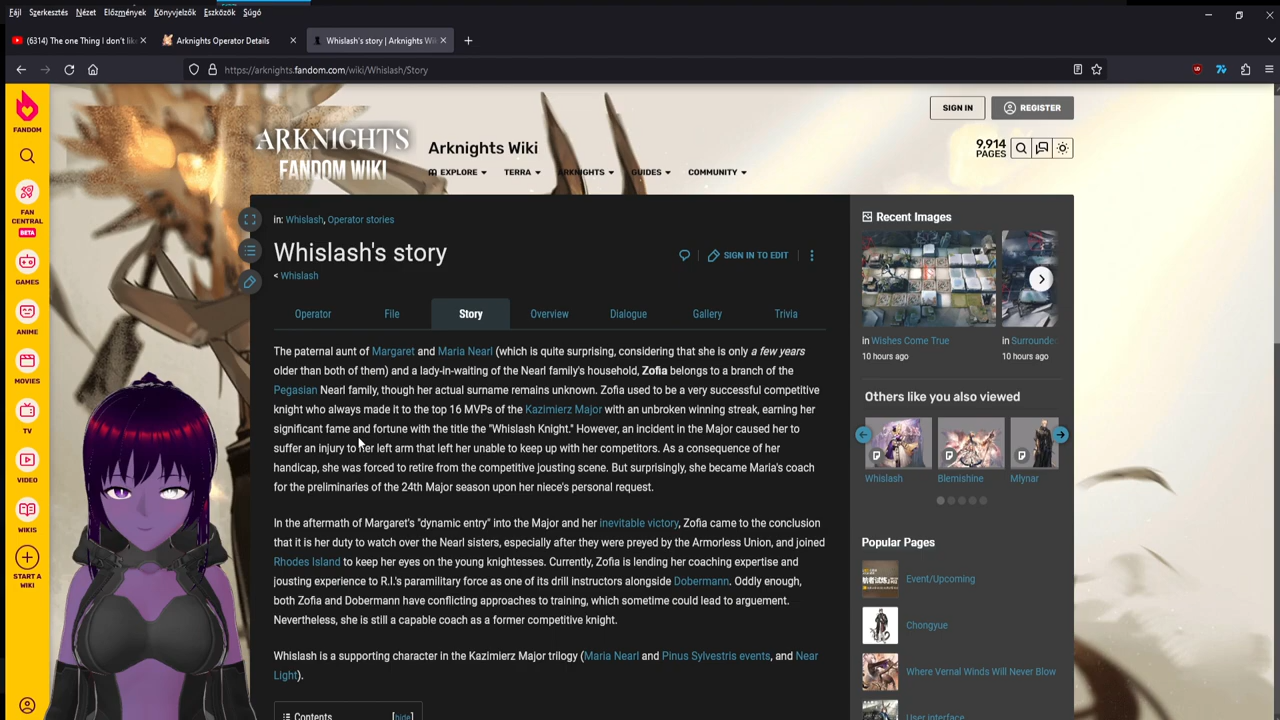 Fájl Szerkesztés Nézet Előzmények Könyvjelzők Eszközök Súgó
(6314) The one Thing I don't lik
Arknights Operator Details
Whislash's story | Arknights Wi
https://arknights.fandom.com/wiki/Whislash/Story
FANDOM
FAN
CENTRAL
BETA
GAMES
ANIME
MOVIES
TV
VIDEO
WIKIS
START A
WIKI
SIGN IN
REGISTER
ARKNIGHTS
FANDOM WIKI
Arknights Wiki
EXPLORE TERRA ARKNIGHTS GUIDES COMMUNITY
9,914
PAGES
in: Whislash, Operator stories
Whislash's story
< Whislash
SIGN IN TO EDIT
Operator File Story Overview Dialogue Gallery Trivia
The paternal aunt of Margaret and Maria Nearl (which is quite surprising, considering that she is only a few years
older than both of them) and a lady-in-waiting of the Nearl family's household, Zofia belongs to a branch of the
Pegasian Nearl family, though her actual surname remains unknown. Zofia used to be a very successful competitive
knight who always made it to the top 16 MVPs of the Kazimierz Major with an unbroken winning streak, earning her
significant fame and fortune with the title the "Whislash Knight." However, an incident in the Major caused her to
suffer an injury to her left arm that left her unable to keep up with her competitors. As a consequence of her
handicap, she was forced to retire from the competitive jousting scene. But surprisingly, she became Maria's coach
for the preliminaries of the 24th Major season upon her niece's personal request.
In the aftermath of Margaret's "dynamic entry" into the Major and her inevitable victory, Zofia came to the conclusion
that it is her duty to watch over the Nearl sisters, especially after they were preyed by the Armorless Union, and joined
Rhodes Island to keep her eyes on the young knightesses. Currently, Zofia is lending her coaching expertise and
jousting experience to R.I.'s paramilitary force as one of its drill instructors alongside Dobermann. Oddly enough,
both Zofia and Dobermann have conflicting approaches to training, which sometime could lead to arguement.
Nevertheless, she is still a capable coach as a former competitive knight.
Whislash is a supporting character in the Kazimierz Major trilogy (Maria Nearl and Pinus Sylvestris events, and Near
Light).
Contents [hide]
Recent Images
in Wishes Come True
10 hours ago
in Surrounde
10 hours ago
Others like you also viewed
Whislash
Blemishine
Młynar
Popular Pages
Event/Upcoming
Chongyue
Where Vernal Winds Will Never Blow
User interface